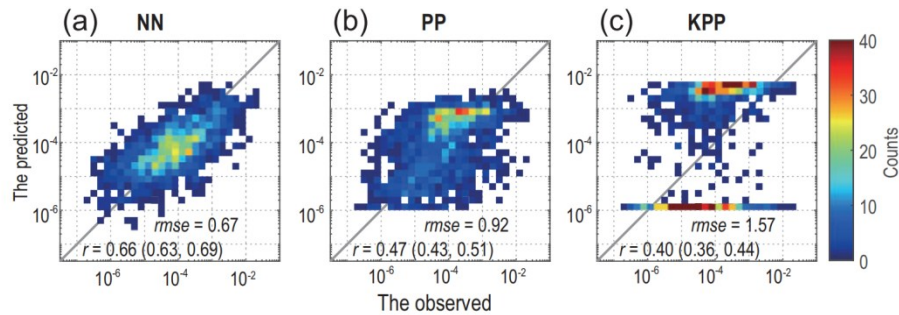 (a) NN
(b) PP
(c) KPP
The predicted
10⁻²
10⁻⁴
10⁻⁶
rmse = 0.67
r = 0.66 (0.63, 0.69)
10⁻⁶ 10⁻⁴ 10⁻²
10⁻²
10⁻⁴
10⁻⁶
rmse = 0.92
r = 0.47 (0.43, 0.51)
10⁻⁶ 10⁻⁴ 10⁻²
10⁻²
10⁻⁴
10⁻⁶
rmse = 1.57
r = 0.40 (0.36, 0.44)
10⁻⁶ 10⁻⁴ 10⁻²
The observed
40
30
20
10
0
Counts